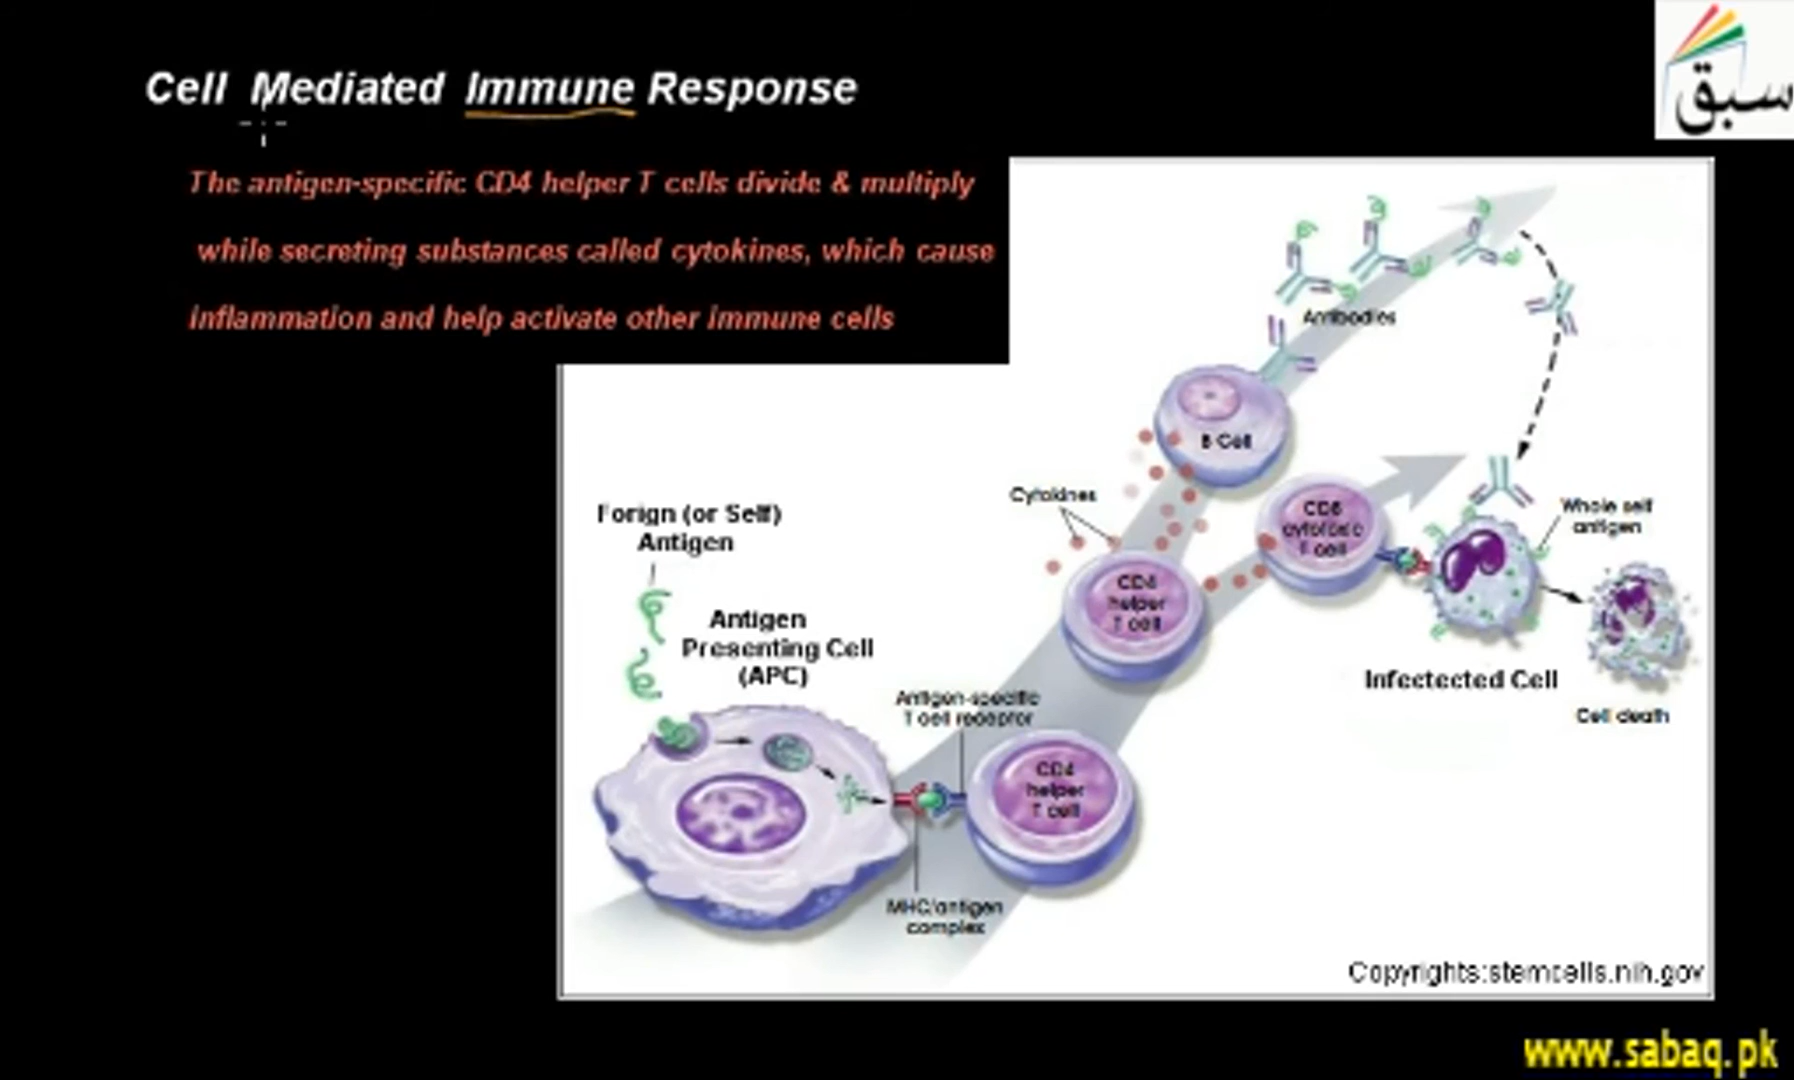 Cell Mediated Immune Response
سبق
The antigen-specific CD4 helper T cells divide & multiply
while secreting substances called cytokines, which cause
inflammation and help activate other immune cells
Antibodies
B Cell
Cytokines
CD8
cytotoxic
T cell
Whole self
antigen
Forign (or Self)
Antigen
CD4
helper
T cell
Antigen
Presenting Cell
(APC)
Infectected Cell
Antigen-specific
T cell receptor
Cell death
CD4
helper
T cell
MHC/antigen
complex
Copyrights:stemcells.nih.gov
www.sabaq.pk